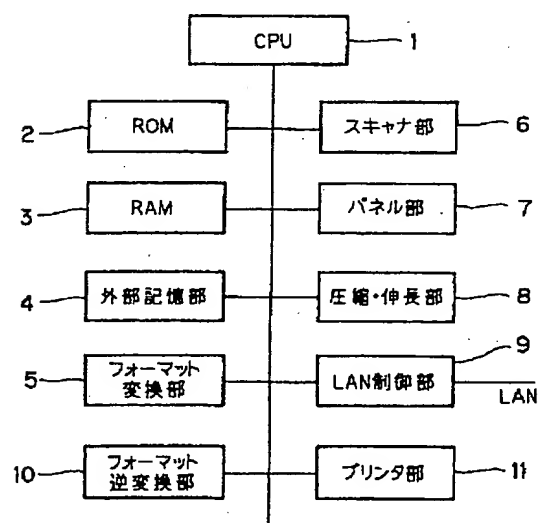 CPU 1
2 ROM スキャナ部 6
3 RAM パネル部 7
4 外部記憶部 圧縮・伸長部 8
9
5 フォーマット
変換部 LAN制御部
LAN
10 フォーマット
逆変換部 プリンタ部 11